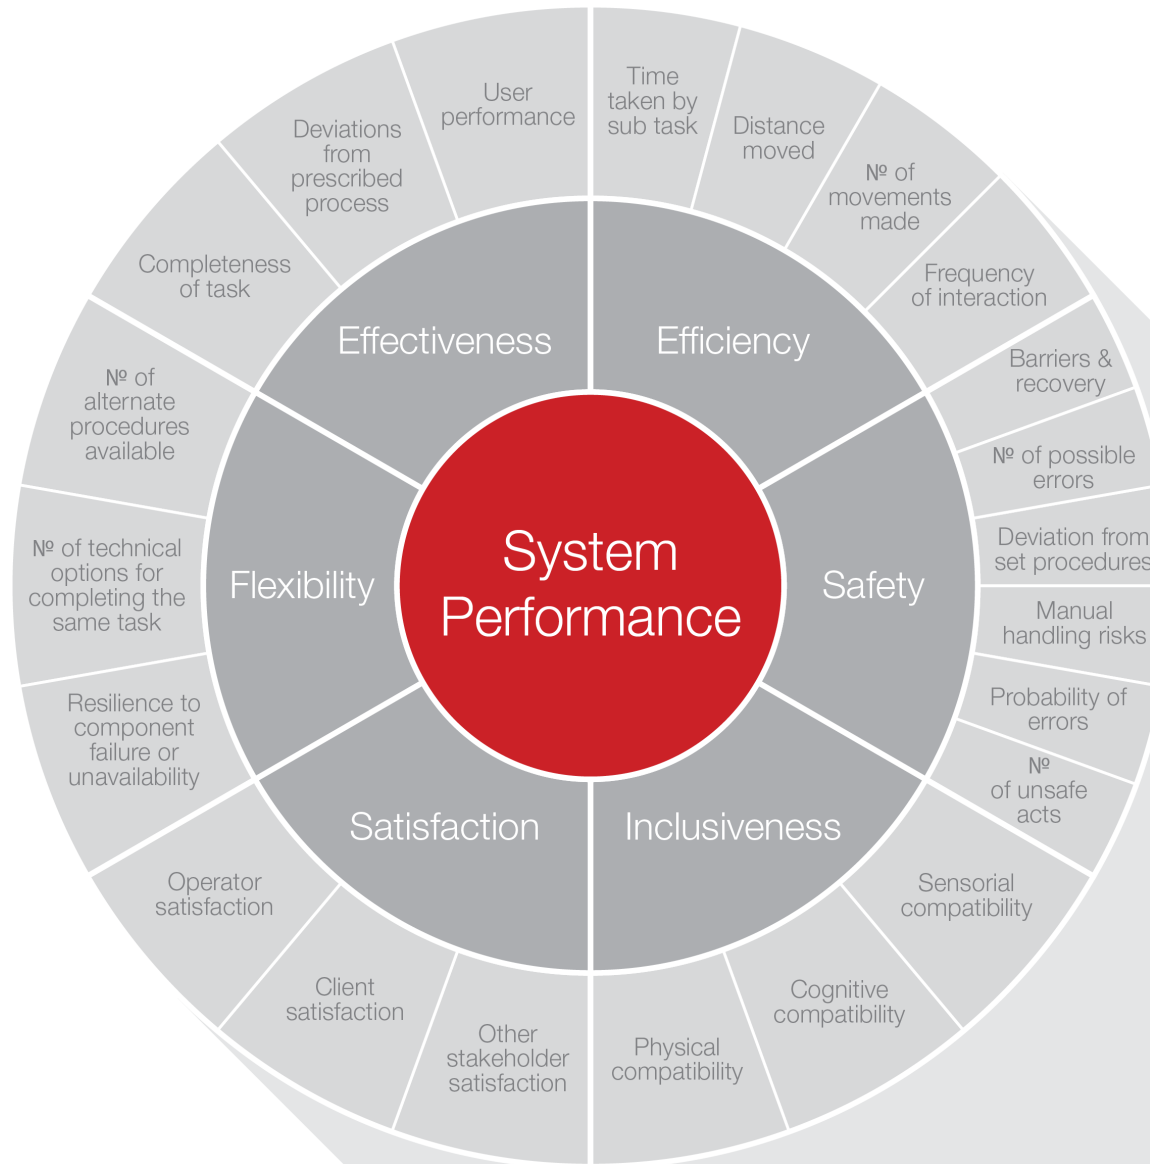 System
Performance
Efficiency
Time
taken by
sub task
Distance
moved
№ of
movements
made
Frequency
of interaction
Safety
Barriers &
recovery
№ of possible
errors
Deviation from
set procedures
Manual
handling risks
Probability of
errors
№
of unsafe
acts
Inclusiveness
Sensorial
compatibility
Cognitive
compatibility
Physical
compatibility
Satisfaction
Other
stakeholder
satisfaction
Client
satisfaction
Operator
satisfaction
Flexibility
Resilience to
component
failure or
unavailability
№ of technical
options for
completing the
same task
№ of
alternate
procedures
available
Effectiveness
Completeness
of task
Deviations
from
prescribed
process
User
performance